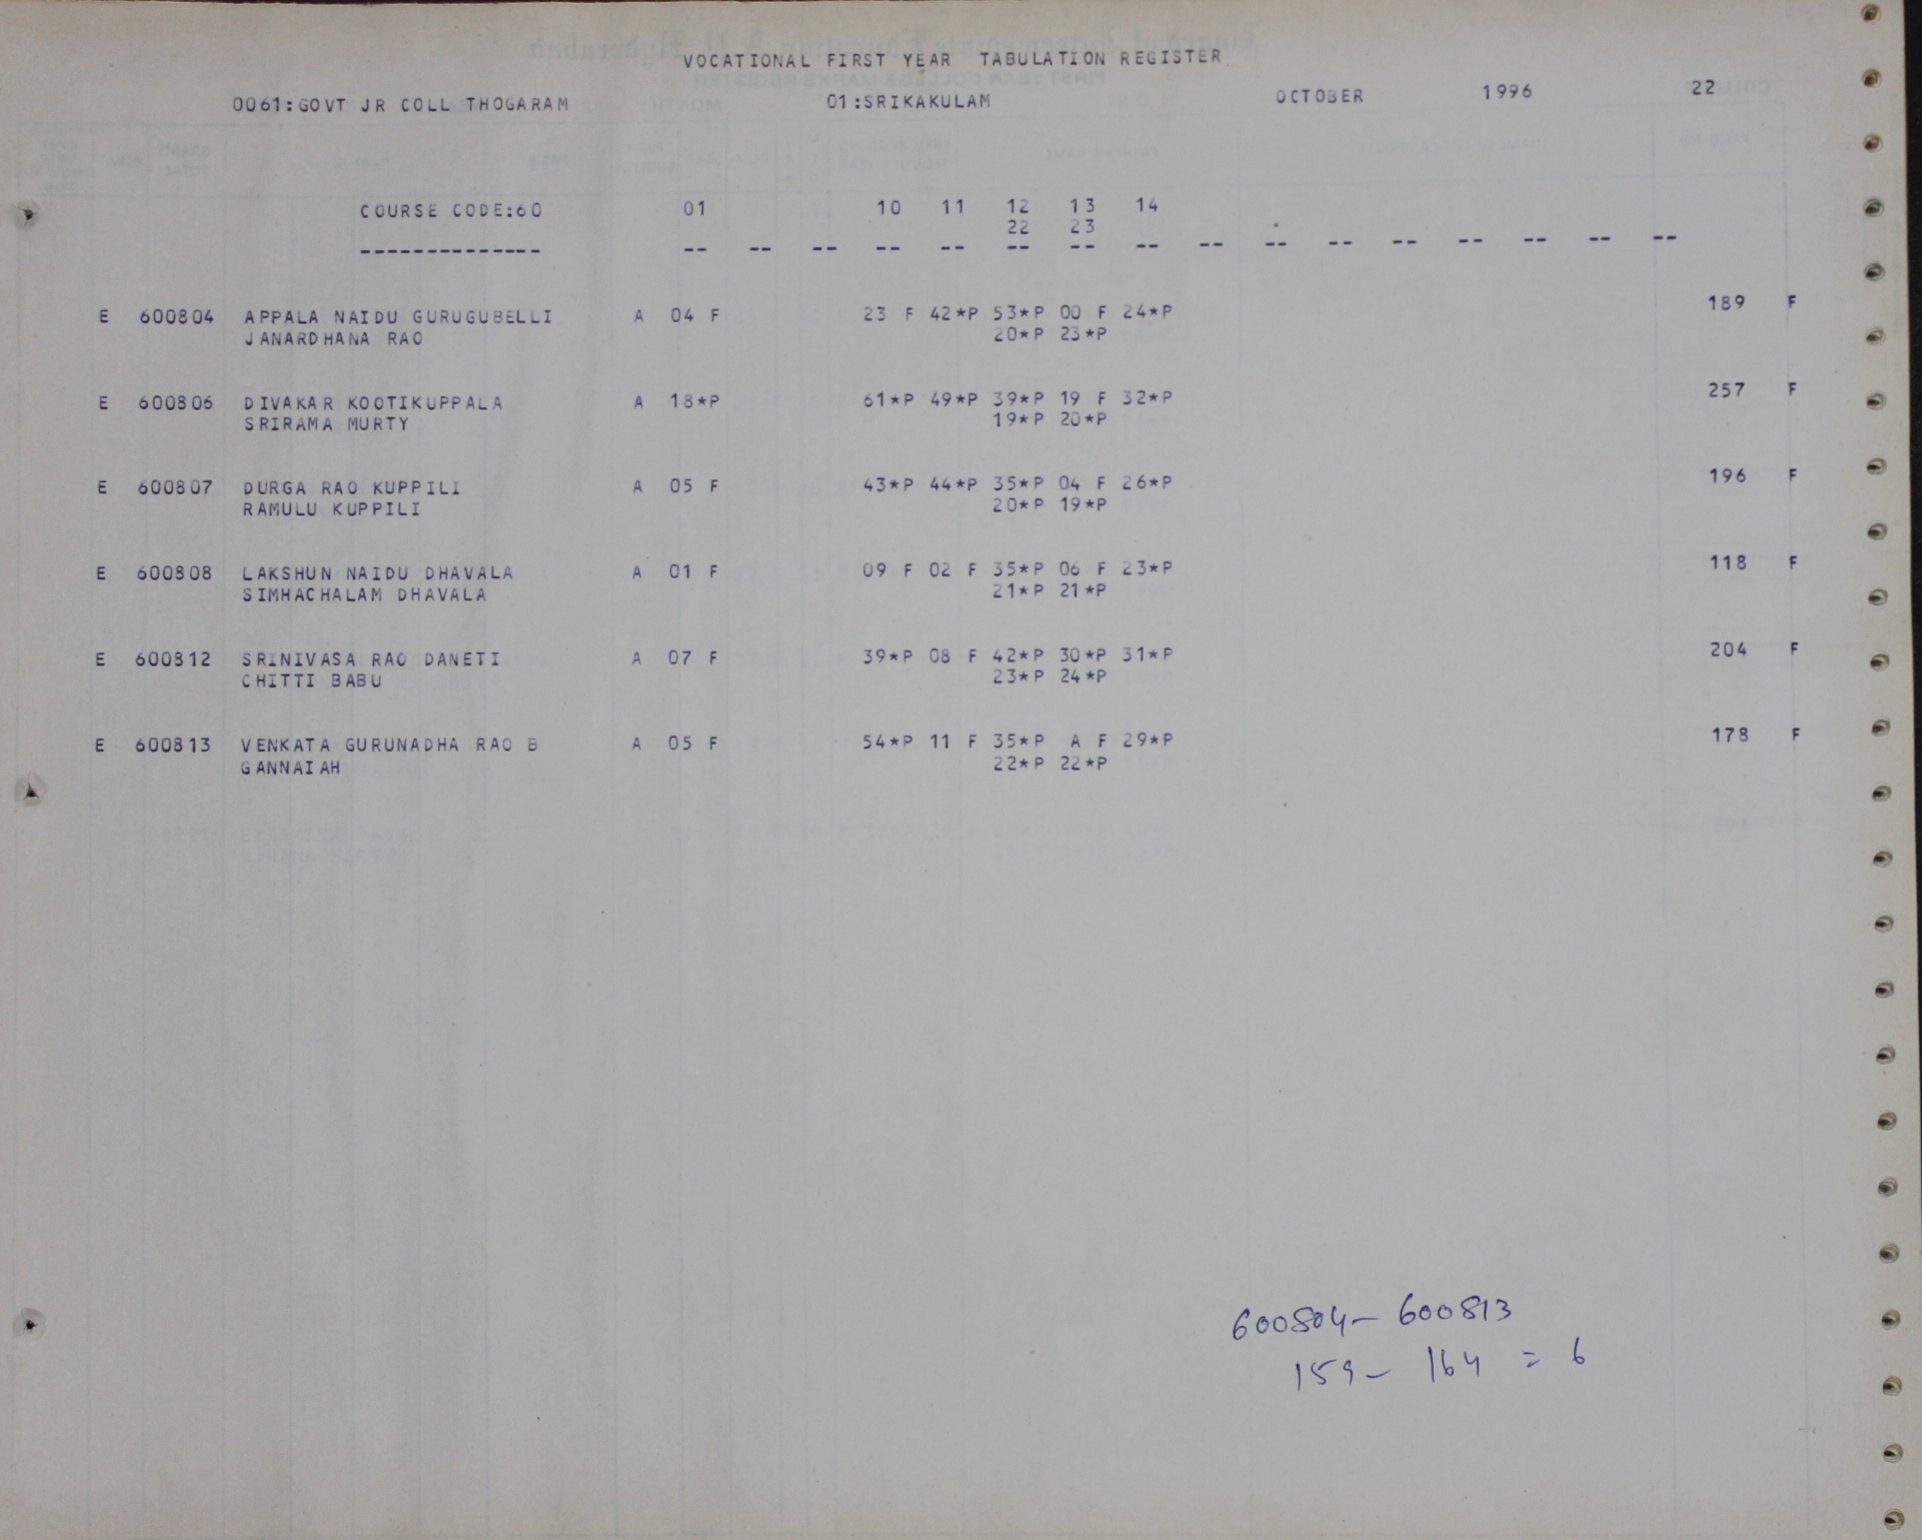 VOCATIONAL FIRST YEAR TABULATION REGISTER
0061:GOVT JR COLL THOGARAM 01:SRIKAKULAM OCTOBER 1996 22
COURSE CODE:60 01 10 11 12 13 14
22 23
-------------- -- -- -- -- -- -- -- -- -- -- -- -- -- -- -- --
E 600804 APPALA NAIDU GURUGUBELLI A 04 F 23 F 42*P 53*P 00 F 24*P 189 F
JANARDHANA RAO 20*P 23*P
E 600806 DIVAKAR KOOTIKUPPALA A 18*P 61*P 49*P 39*P 19 F 32*P 257 F
SRIRAMA MURTY 19*P 20*P
E 600807 DURGA RAO KUPPILI A 05 F 43*P 44*P 35*P 04 F 26*P 196 F
RAMULU KUPPILI 20*P 19*P
E 600808 LAKSHUN NAIDU DHAVALA A 01 F 09 F 02 F 35*P 06 F 23*P 118 F
SIMHACHALAM DHAVALA 21*P 21*P
E 600812 SRINIVASA RAO DANETI A 07 F 39*P 08 F 42*P 30*P 31*P 204 F
CHITTI BABU 23*P 24*P
E 600813 VENKATA GURUNADHA RAO B A 05 F 54*P 11 F 35*P A F 29*P 178 F
GANNAIAH 22*P 22*P
600804- 600813
159- 164 = 6